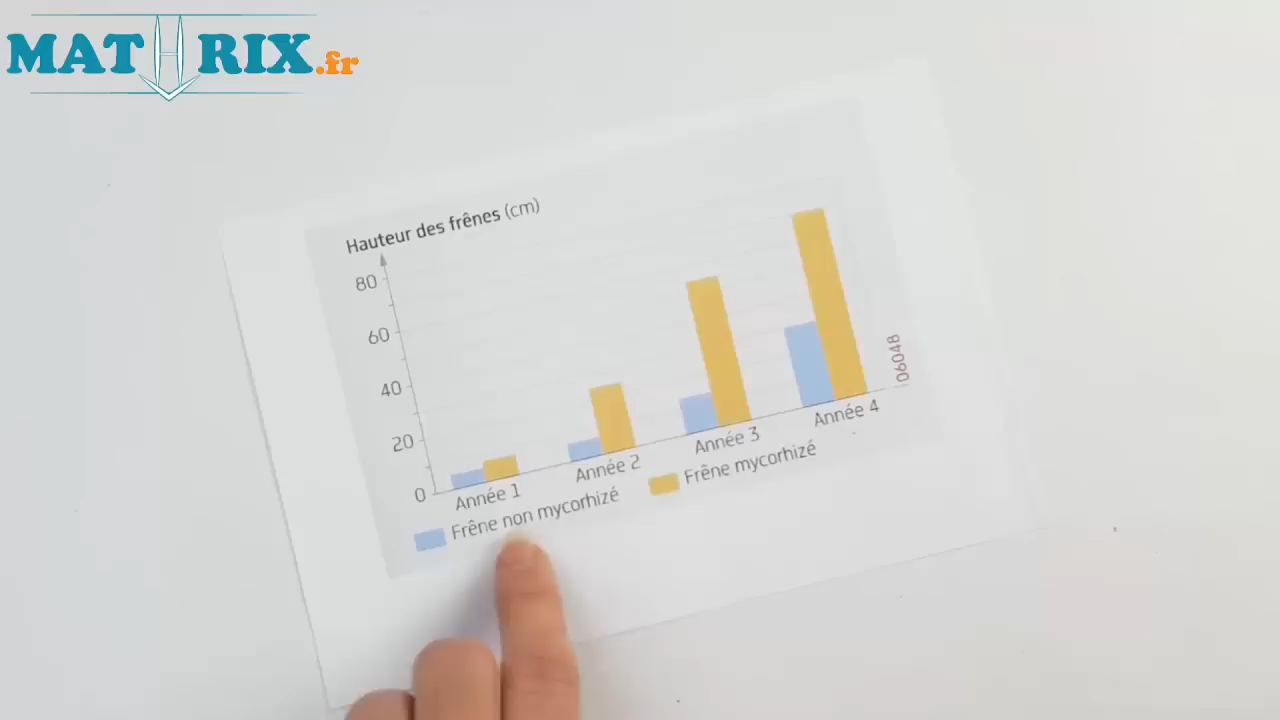 MATHRIX.fr
Hauteur des frênes (cm)
80
60
40
20
0
Année 1
Année 2
Année 3
Année 4
06048
Frêne non mycorhizé
Frêne mycorhizé